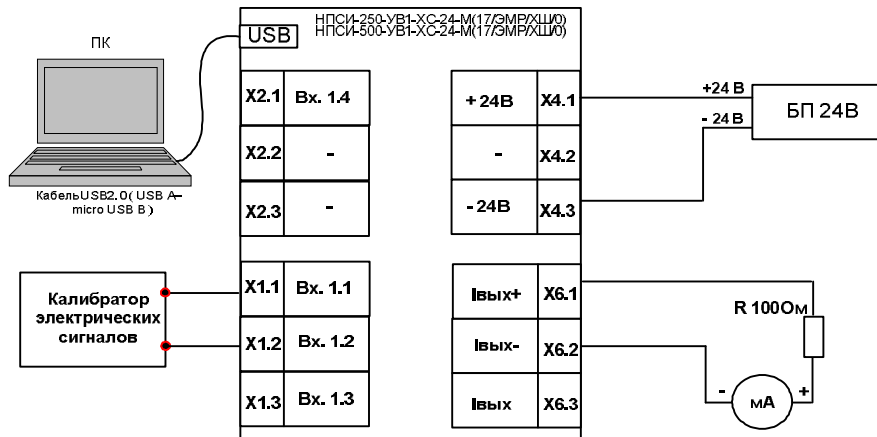 НПСИ-250-УВ1-ХС-24-М(17/ЭМР/ХШ/0)
НПСИ-500-УВ1-ХС-24-М(17/ЭМР/ХШ/0)
ПК
USB
X2.1 Вх. 1.4
X2.2 -
X2.3 -
+24В X4.1
- X4.2
-24В X4.3
+24 В
- 24 В
БП 24В
Кабель USB2.0( USB A–
micro USB B )
Калибратор
электрических
сигналов
X1.1 Вх. 1.1
X1.2 Вх. 1.2
X1.3 Вх. 1.3
Iвых+ X6.1
Iвых- X6.2
Iвых X6.3
R 100Ом
- мА +